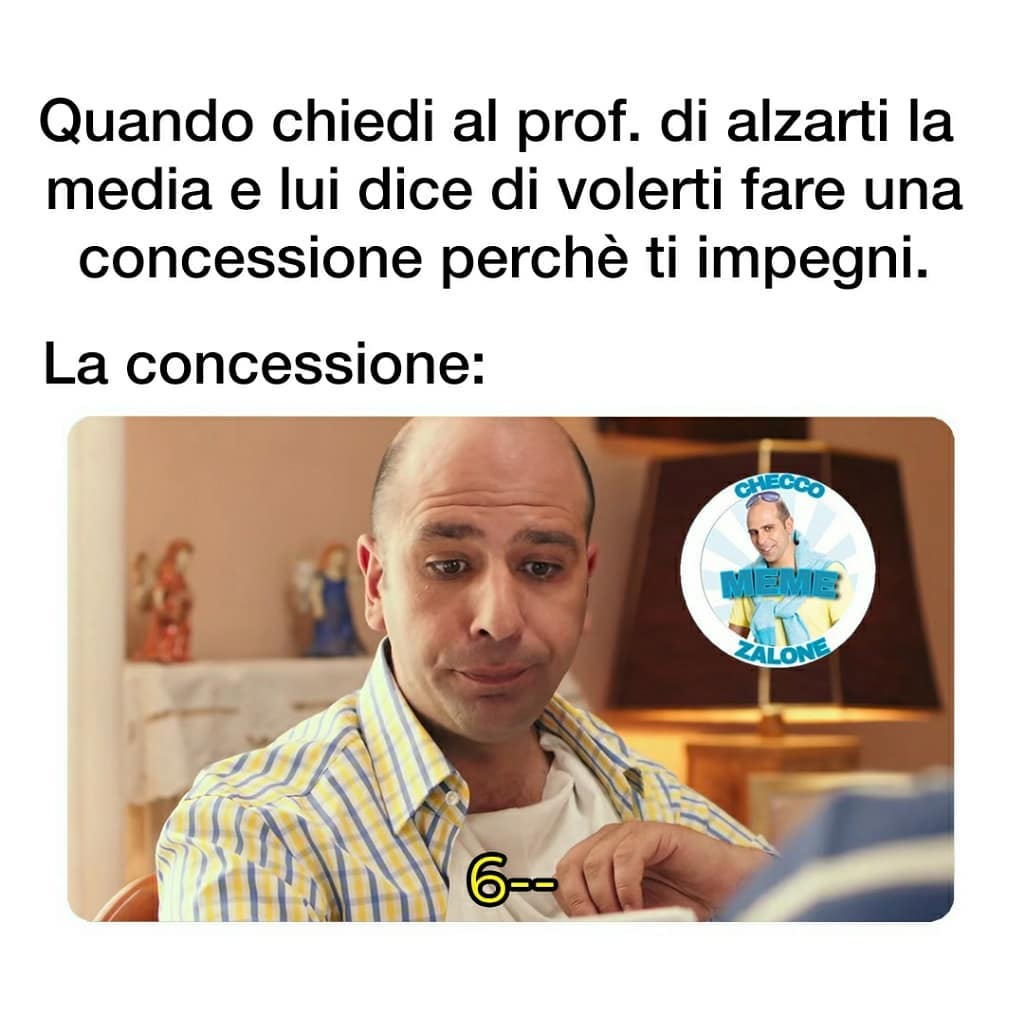 Quando chiedi al prof. di alzarti la
media e lui dice di volerti fare una
concessione perchè ti impegni.
La concessione:
CHECCO
MEME
ZALONE
6--